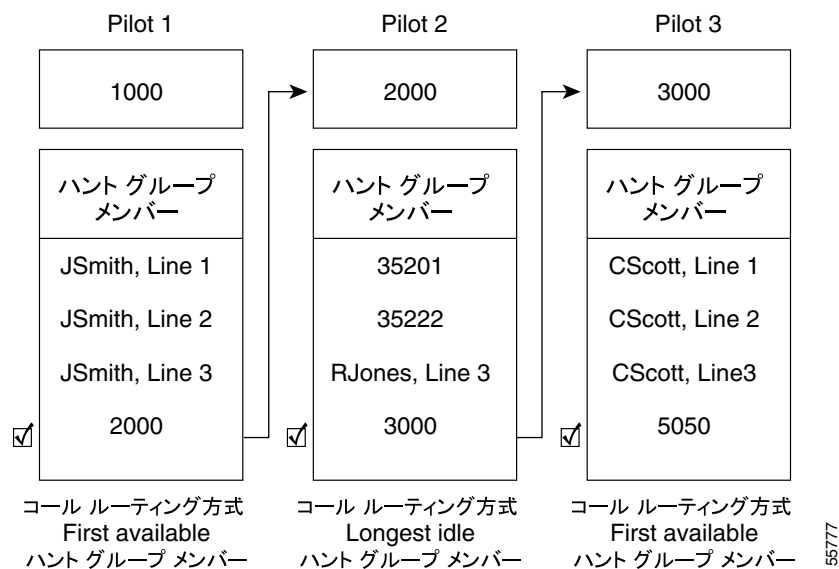 Pilot 1
1000
ハント グループ
メンバー
JSmith, Line 1
JSmith, Line 2
JSmith, Line 3
2000
コール ルーティング方式
First available
ハント グループ メンバー
Pilot 2
2000
ハント グループ
メンバー
35201
35222
RJones, Line 3
3000
コール ルーティング方式
Longest idle
ハント グループ メンバー
Pilot 3
3000
ハント グループ
メンバー
CScott, Line 1
CScott, Line 2
CScott, Line3
5050
コール ルーティング方式
First available
ハント グループ メンバー
55777